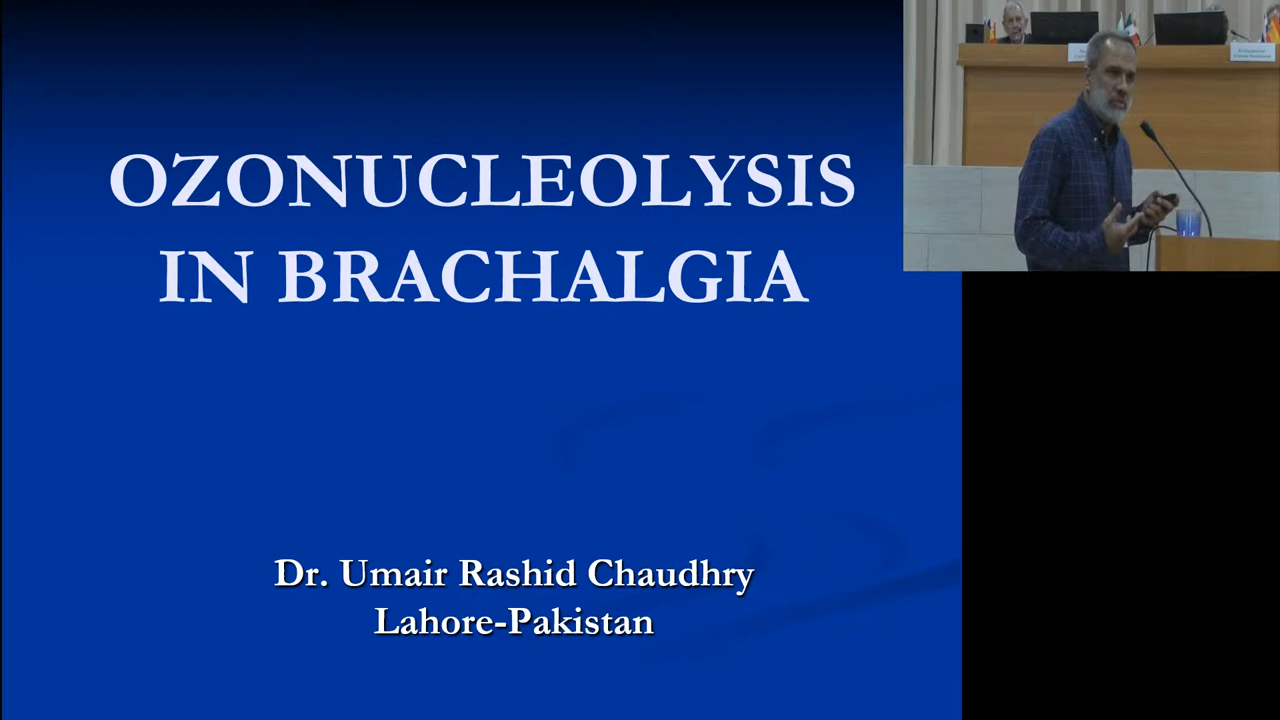 OZONUCLEOLYSIS
IN BRACHALGIA
Dr. Umair Rashid Chaudhry
Lahore-Pakistan